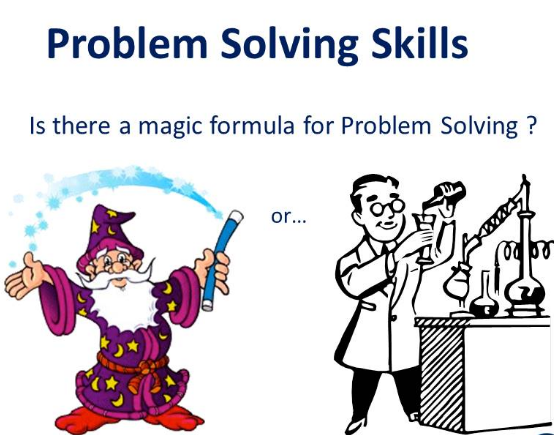 Problem Solving Skills
Is there a magic formula for Problem Solving ?
or...